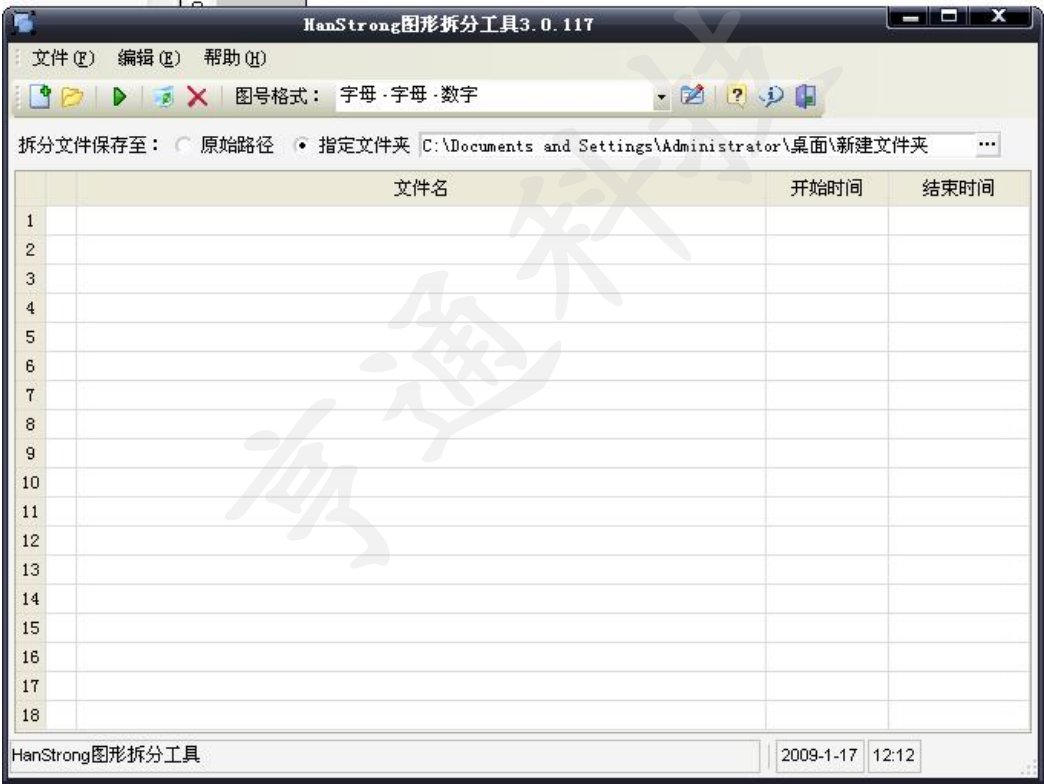 HanStrong图形拆分工具3.0.117
文件(F) 编辑(E) 帮助(H)
图号格式： 字母-字母-数字
拆分文件保存至： 原始路径 指定文件夹 C:\Documents and Settings\Administrator\桌面\新建文件夹 ...
文件名 开始时间 结束时间
1
2
3
4
5
6
7
8
9
10
11
12
13
14
15
16
17
18
HanStrong图形拆分工具 2009-1-17 12:12
亨通科技